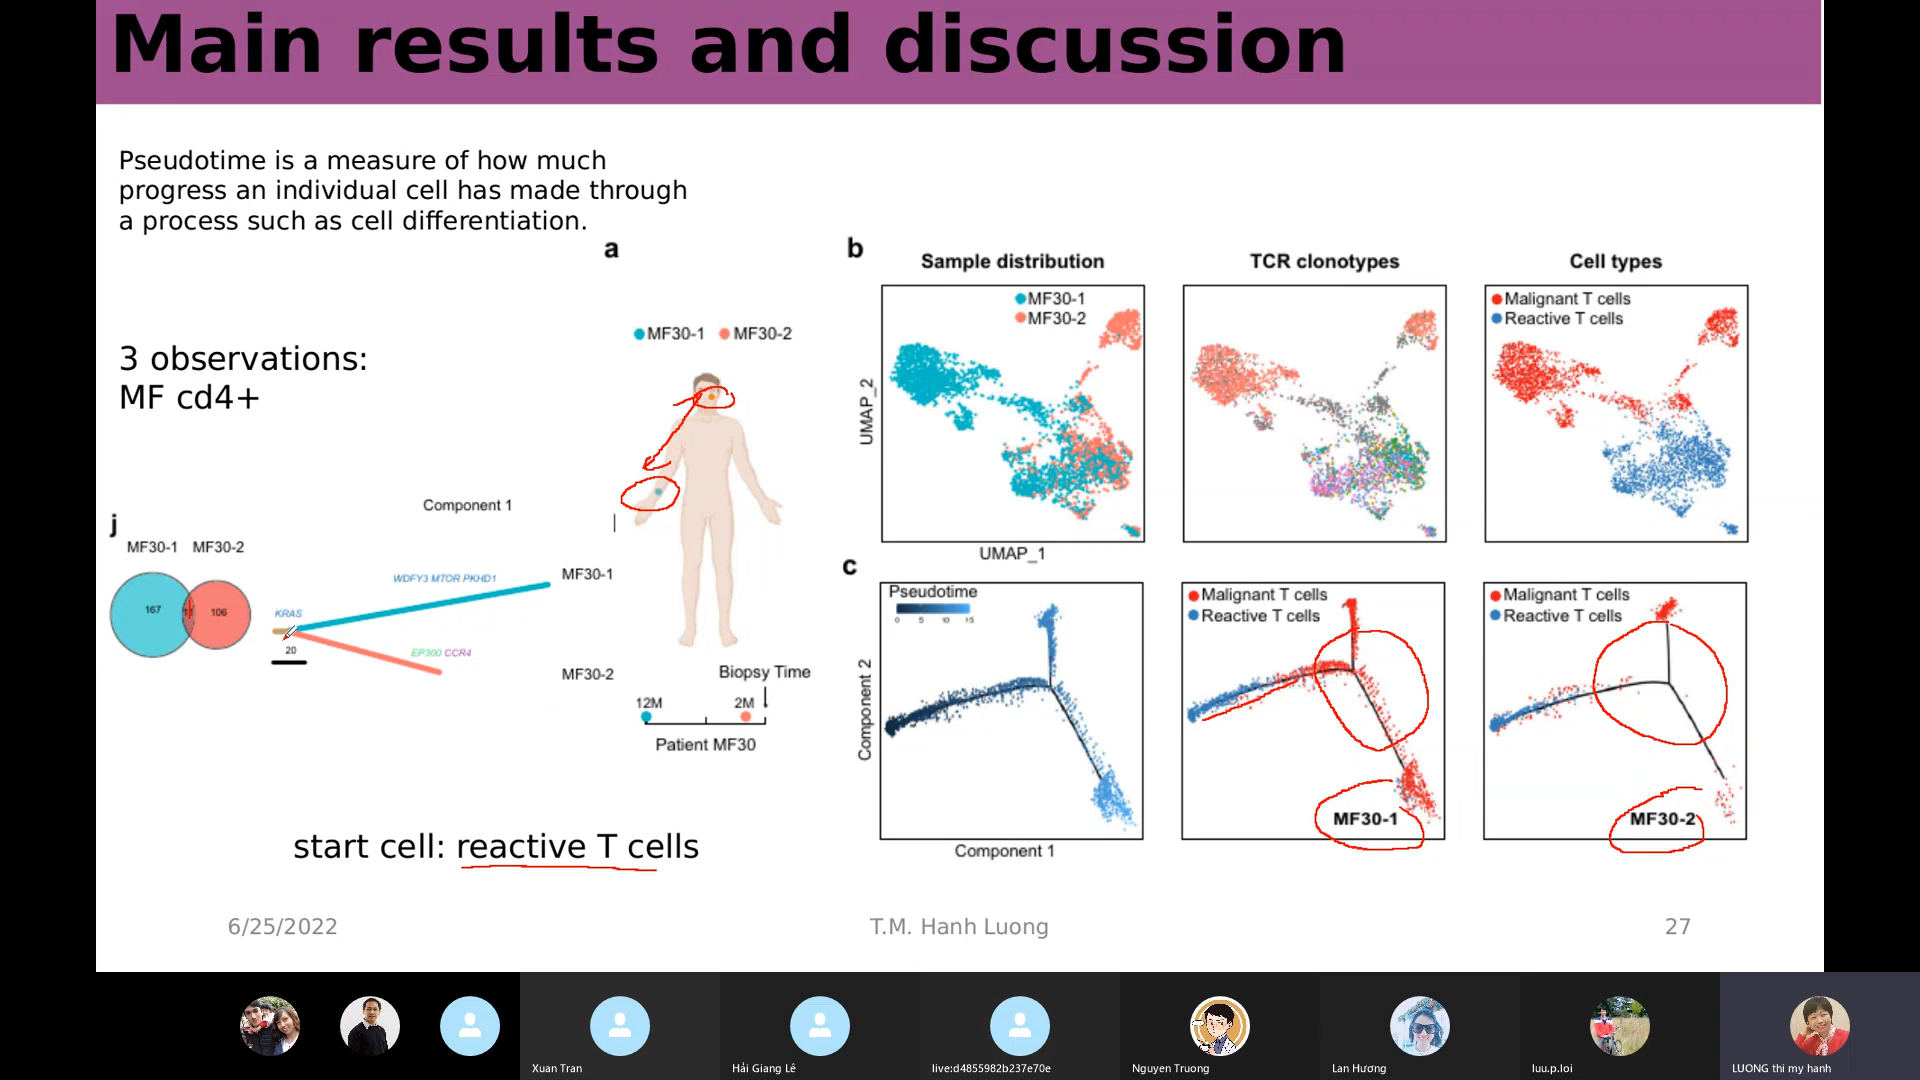 Main results and discussion
Pseudotime is a measure of how much
progress an individual cell has made through
a process such as cell differentiation.
3 observations:
MF cd4+
a
MF30-1 MF30-2
Component 1
j
MF30-1 MF30-2
167 11 106
KRAS
WDFY3 MTOR PKHD1
MF30-1
20
EP300 CCR4
MF30-2
Biopsy Time
12M 2M
Patient MF30
b
Sample distribution
MF30-1
MF30-2
UMAP_2
UMAP_1
TCR clonotypes
Cell types
Malignant T cells
Reactive T cells
c
Pseudotime
0 5 10 15
Component 2
Component 1
Malignant T cells
Reactive T cells
MF30-1
Malignant T cells
Reactive T cells
MF30-2
start cell: reactive T cells
6/25/2022
T.M. Hanh Luong
27
Xuan Tran
Hải Giang Lê
live:d4855982b237e70e
Nguyen Truong
Lan Hương
luu.p.loi
LUONG thi my hanh